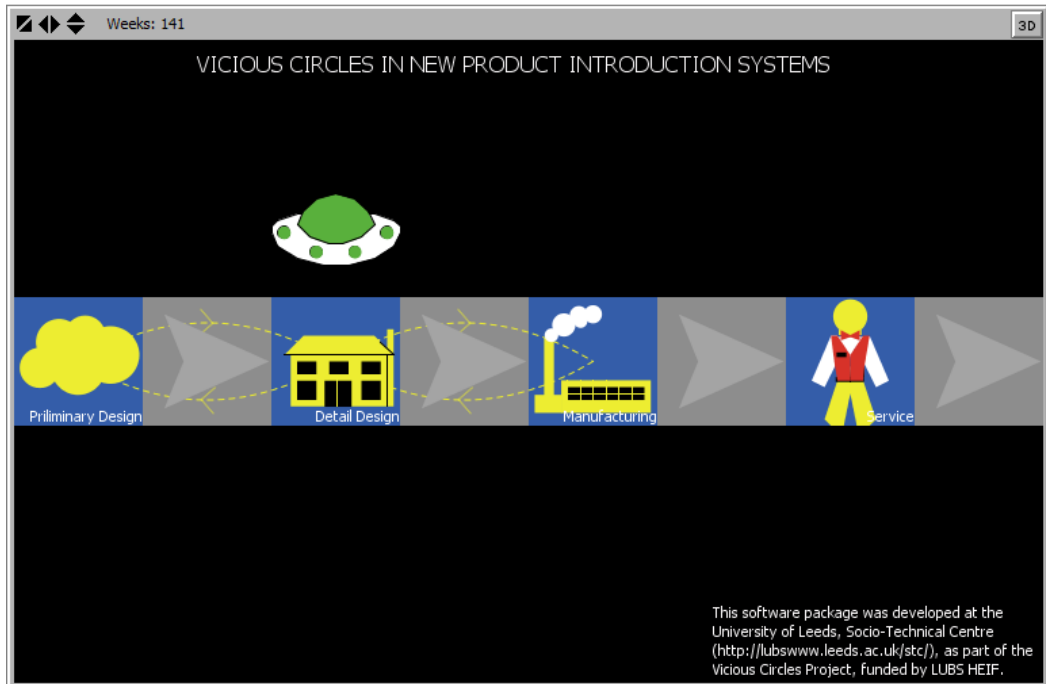 Weeks: 141
3D
VICIOUS CIRCLES IN NEW PRODUCT INTRODUCTION SYSTEMS
Priliminary Design
Detail Design
Manufacturing
Service
This software package was developed at the
University of Leeds, Socio-Technical Centre
(http://lubswww.leeds.ac.uk/stc/), as part of the
Vicious Circles Project, funded by LUBS HEIF.